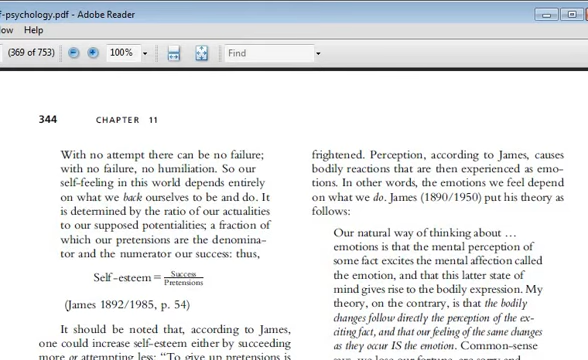 f-psychology.pdf - Adobe Reader
ow Help
(369 of 753) 100% Find
344 CHAPTER 11
With no attempt there can be no failure;
with no failure, no humiliation. So our
self-feeling in this world depends entirely
on what we back ourselves to be and do. It
is determined by the ratio of our actualities
to our supposed potentialities; a fraction of
which our pretensions are the denomina-
tor and the numerator our success: thus,
Self-esteem = Success
Pretensions
(James 1892/1985, p. 54)
It should be noted that, according to James,
one could increase self-esteem either by succeeding
more or attempting less: "To give up pretensions is
frightened. Perception, according to James, causes
bodily reactions that are then experienced as emo-
tions. In other words, the emotions we feel depend
on what we do. James (1890/1950) put his theory as
follows:
Our natural way of thinking about …
emotions is that the mental perception of
some fact excites the mental affection called
the emotion, and that this latter state of
mind gives rise to the bodily expression. My
theory, on the contrary, is that the bodily
changes follow directly the perception of the ex-
citing fact, and that our feeling of the same changes
as they occur IS the emotion. Common-sense